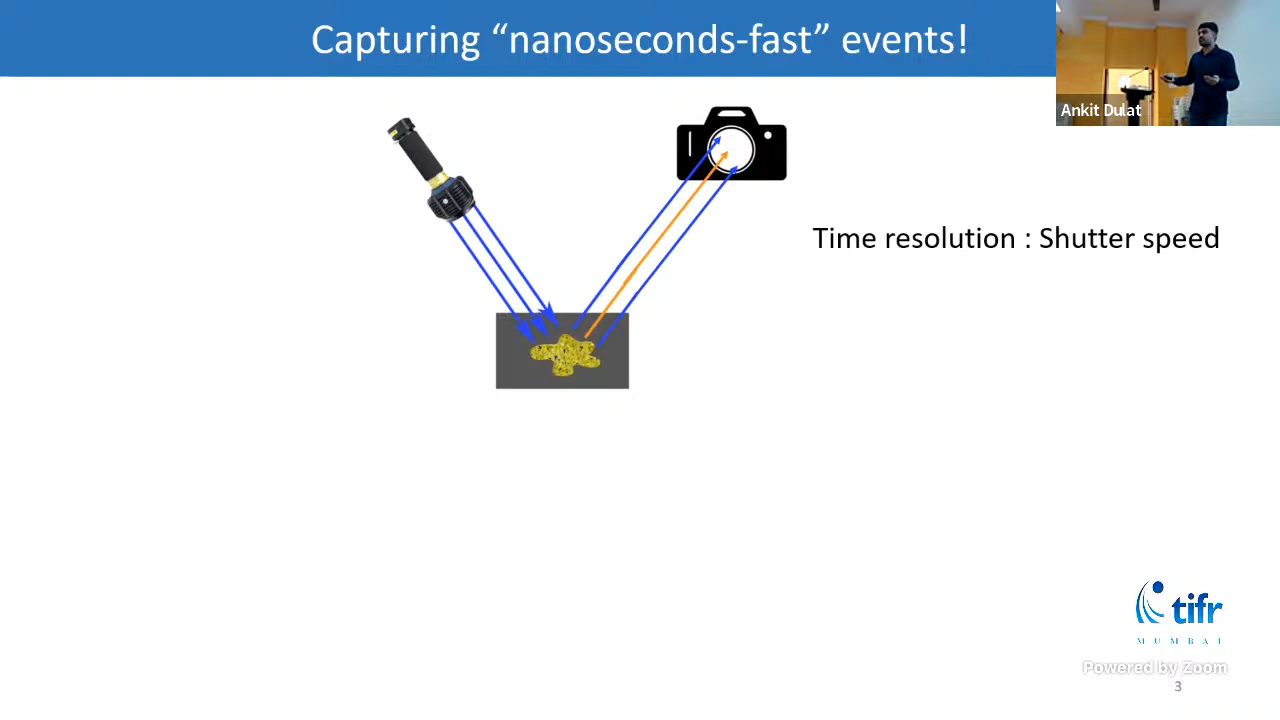 Capturing “nanoseconds-fast” events!
Ankit Dulat
Time resolution : Shutter speed
tifr
MUMBAI
Powered by Zoom
3